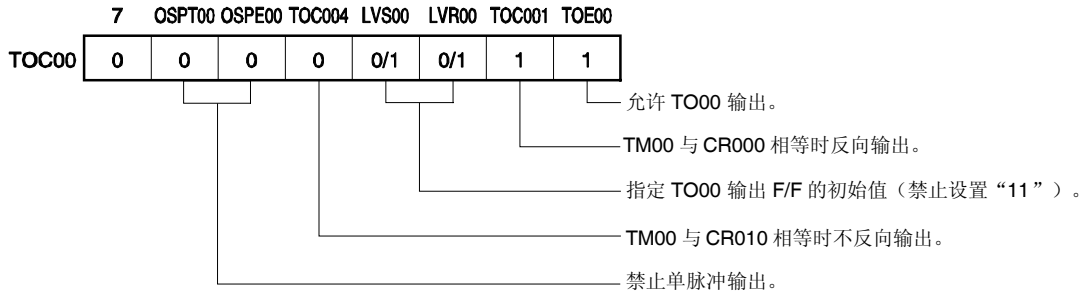 7 OSPT00 OSPE00 TOC004 LVS00 LVR00 TOC001 TOE00
TOC00 0 0 0 0 0/1 0/1 1 1
允许 TO00 输出。
TM00 与 CR000 相等时反向输出。
指定 TO00 输出 F/F 的初始值（禁止设置“11”）。
TM00 与 CR010 相等时不反向输出。
禁止单脉冲输出。